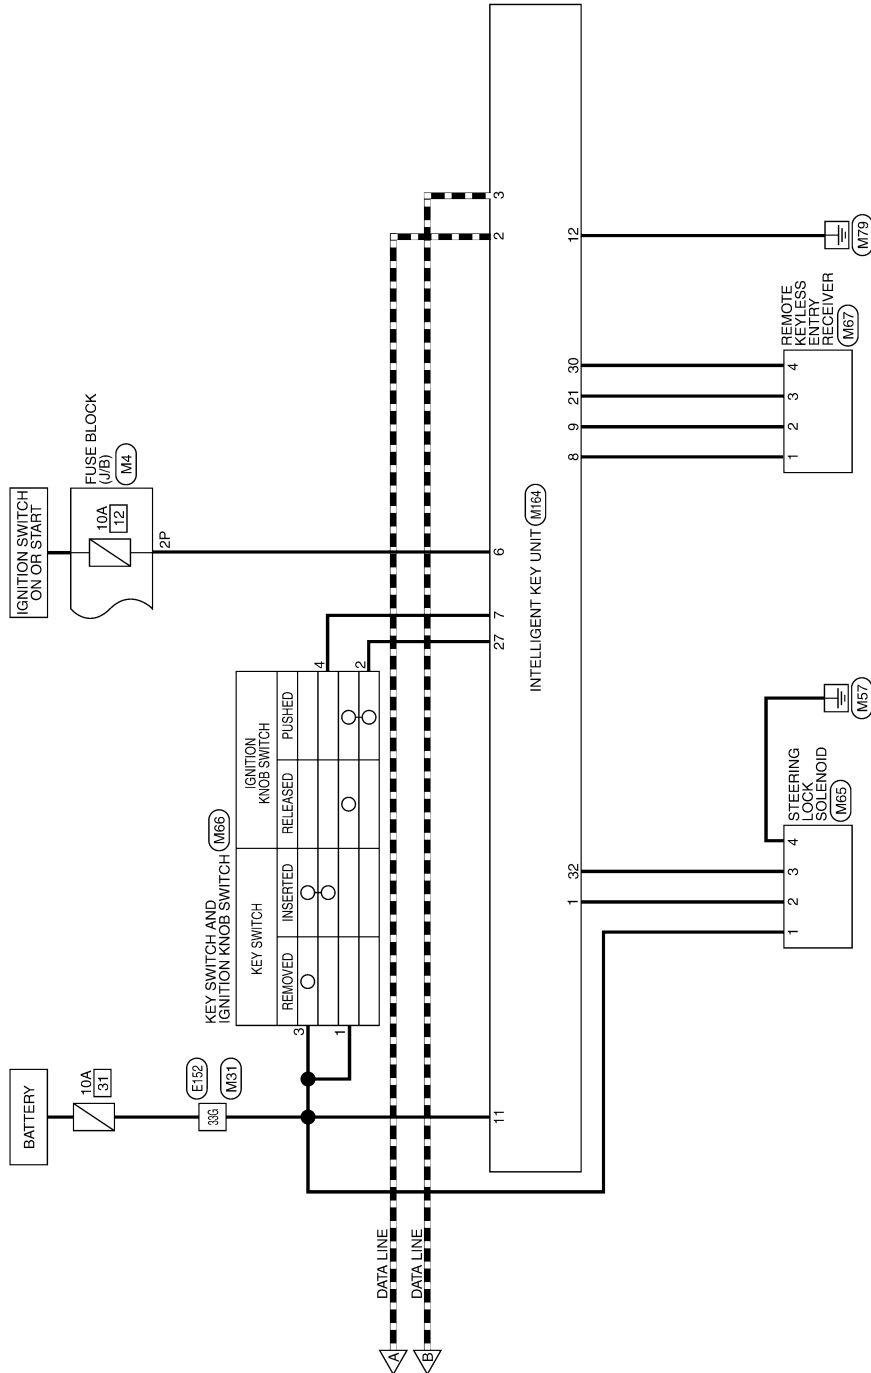 BATTERY
10A
31
E152
33G
M31
IGNITION SWITCH
ON OR START
FUSE BLOCK
(J/B)
M4
10A
12
2P
KEY SWITCH AND
IGNITION KNOB SWITCH
M66
KEY SWITCH
IGNITION
KNOB SWITCH
REMOVED
INSERTED
RELEASED
PUSHED
3
1
4
2
DATA LINE
A
DATA LINE
B
11
27
7
6
2
3
INTELLIGENT KEY UNIT
M164
1
32
8
9
21
30
12
1
2
3
4
STEERING
LOCK
SOLENOID
M65
M57
1
2
3
4
REMOTE
KEYLESS
ENTRY
RECEIVER
M67
M79